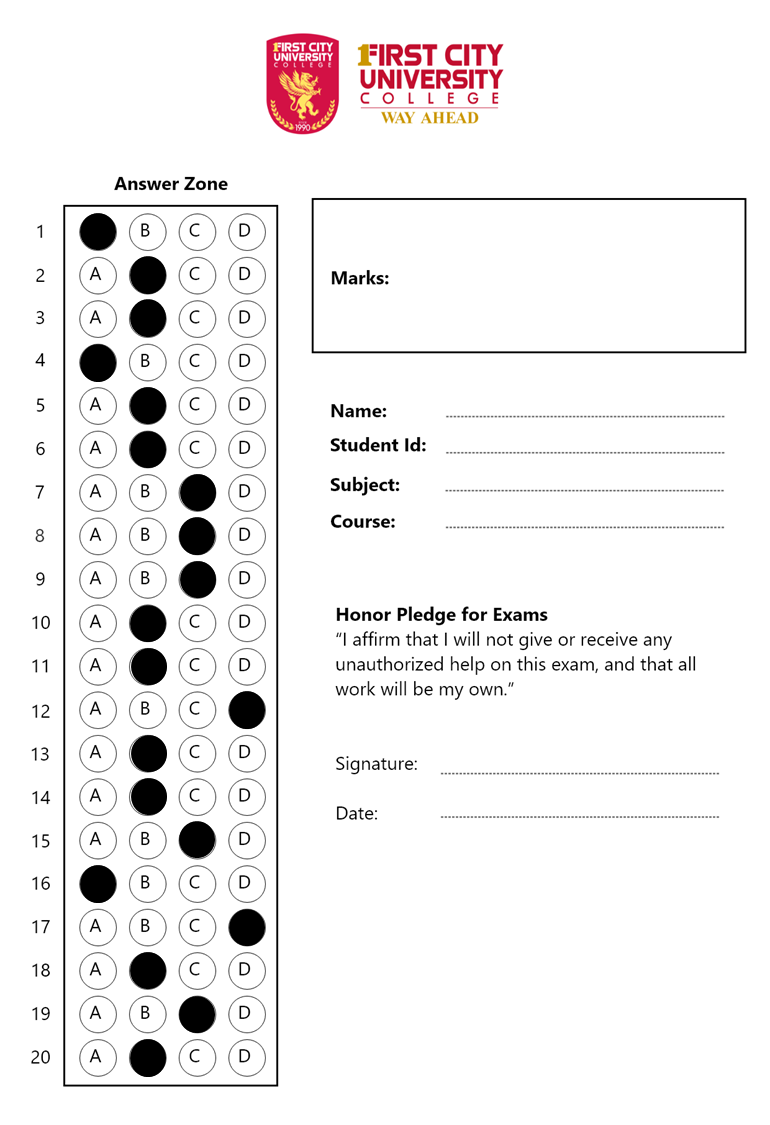 1FIRST CITY
UNIVERSITY
COLLEGE
1990
1FIRST CITY
UNIVERSITY
COLLEGE
WAY AHEAD
Answer Zone
1 B C D
2 A C D
3 A C D
4 B C D
5 A C D
6 A C D
7 A B D
8 A B D
9 A B D
10 A C D
11 A C D
12 A B C
13 A C D
14 A C D
15 A B D
16 B C D
17 A B C
18 A C D
19 A B D
20 A C D
Marks:
Name:
Student Id:
Subject:
Course:
Honor Pledge for Exams
“I affirm that I will not give or receive any
unauthorized help on this exam, and that all
work will be my own.”
Signature:
Date: